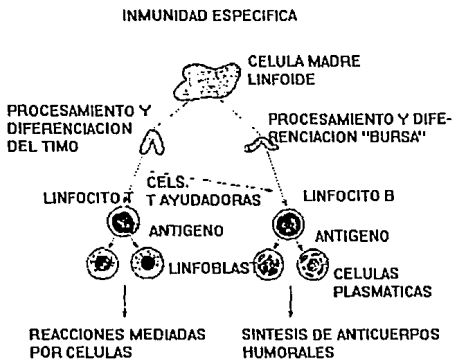 INMUNIDAD ESPECIFICA
CELULA MADRE
LINFOIDE
PROCESAMIENTO Y
DIFERENCIACION
DEL TIMO
PROCESAMIENTO Y DIFE-
RENCIACION "BURSA"
LINFOCITO T
CELS.
T AYUDADORAS
LINFOCITO B
ANTIGENO
ANTIGENO
LINFOBLAST
CELULAS
PLASMATICAS
REACCIONES MEDIADAS
POR CELULAS
SINTESIS DE ANTICUERPOS
HUMORALES